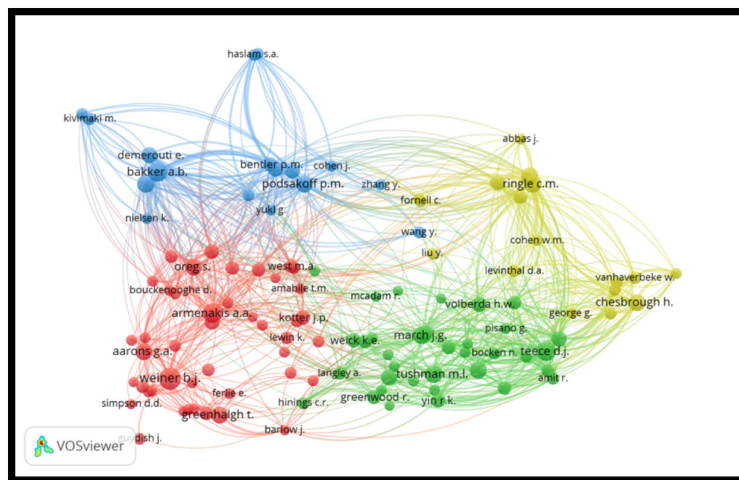 haslam s.a.
kivimaki m.
abbas j.
demerouti e.
bentler p.m.
cohen j.
bakker a.b.
podsakoff p.m.
zhang y.
ringle c.m.
fornell c.
nielsen k.
yukl g.
wang y.
cohen w.m.
liu y.
oreg s.
west m.a.
levinthal d.a.
vanhaverbeke w.
bouckenooghe d.
amabile t.m.
mcadam r.
volberda h.w.
chesbrough h.
armenakis a.a.
kotter j.p.
george g.
pisano g.
lewin k.
weick k.e.
march j.g.
aarons g.a.
bocken n.
teece d.j.
weiner b.j.
langley a.
tushman m.l.
amit r.
simpson d.d.
ferlie e.
hinings c.r.
greenwood r.
yin r.k.
greenhalgh t.
barlow j.
guydish j.
VOSviewer